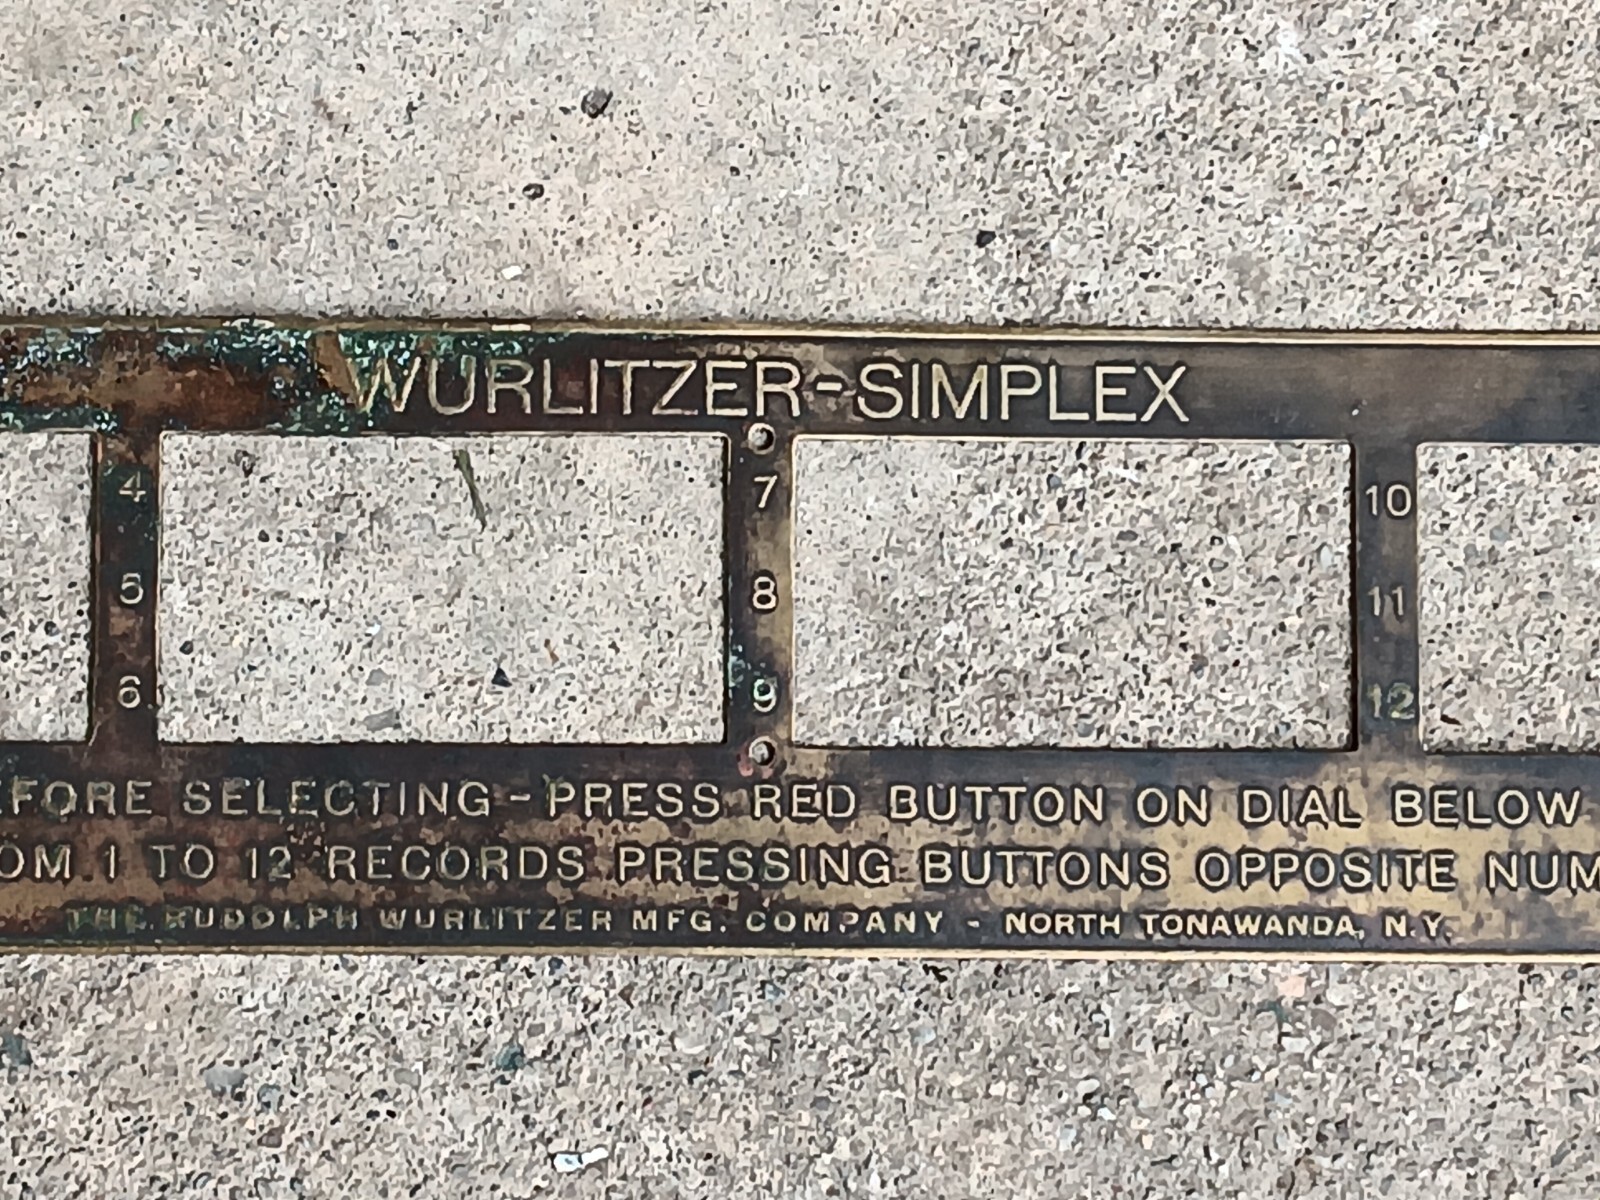 WURLITZER-SIMPLEX
4 7 10
5 8 11
6 9 12
EFORE SELECTING - PRESS RED BUTTON ON DIAL BELOW
OM 1 TO 12 RECORDS PRESSING BUTTONS OPPOSITE NUM
THE RUDOLPH WURLITZER MFG. COMPANY - NORTH TONAWANDA, N.Y.